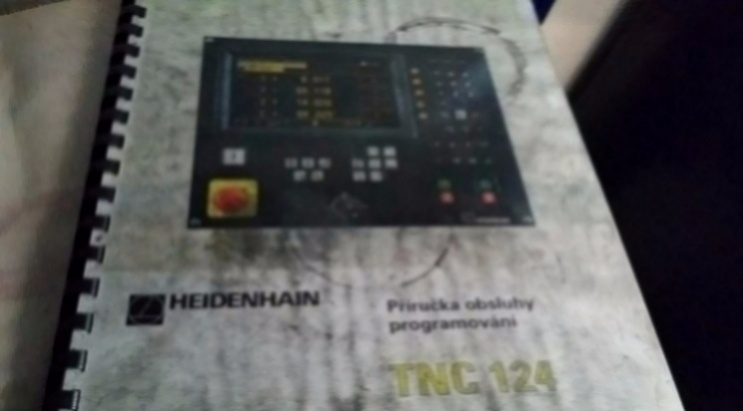 HEIDENHAIN
Příručka obsluhy
programování
TNC 124